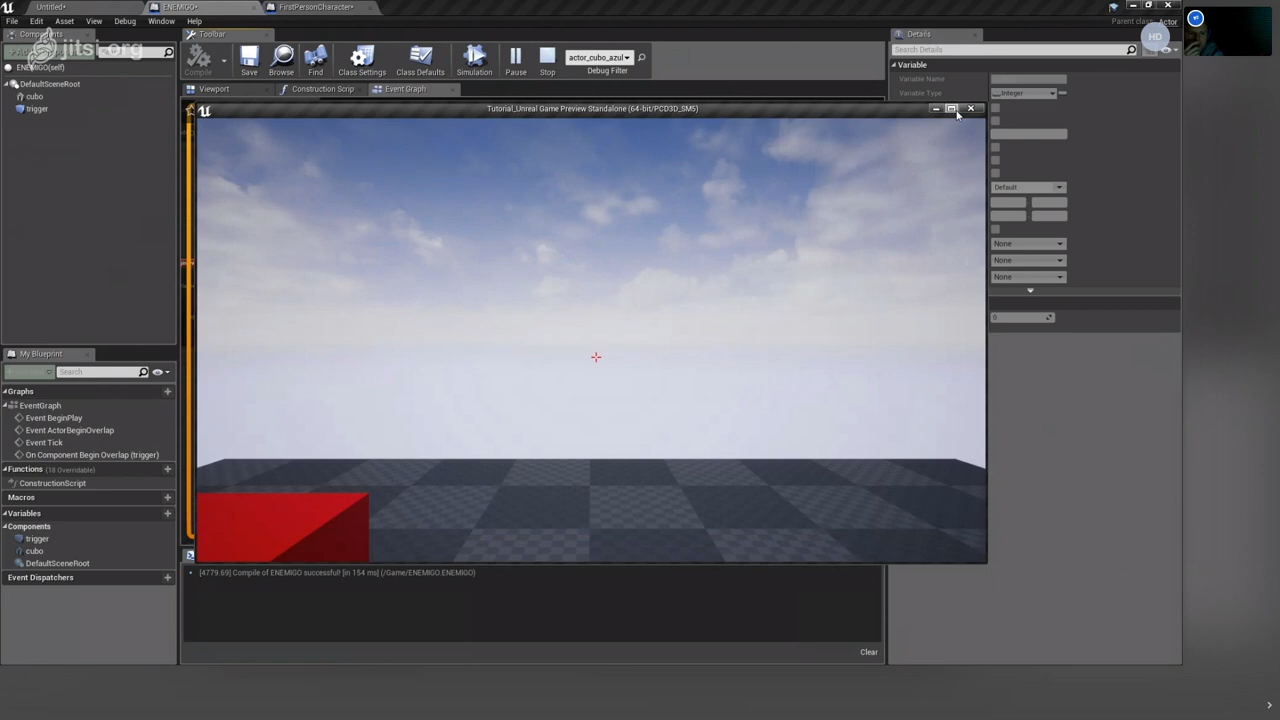 Untitled*
ENEMIGO*
FirstPersonCharacter*
File Edit Asset View Debug Window Help
Parent class: Actor
Components
Toolbar
Details
jitsi.org
HD
Search Details
Compile
Save
Browse
Find
Class Settings
Class Defaults
Simulation
Pause
Stop
actor_cubo_azul
Debug Filter
ENEMIGO(self)
DefaultSceneRoot
cubo
trigger
Viewport
Construction Scrip
Event Graph
Variable
Variable Name
Variable Type
Integer
Tutorial_Unreal Game Preview Standalone (64-bit/PCD3D_SM5)
Default
None
None
None
0
My Blueprint
Search
Graphs
EventGraph
Event BeginPlay
Event ActorBeginOverlap
Event Tick
On Component Begin Overlap (trigger)
Functions (18 Overridable)
ConstructionScript
Macros
Variables
Components
trigger
cubo
DefaultSceneRoot
Event Dispatchers
[4779.69] Compile of ENEMIGO successful! [in 154 ms] (/Game/ENEMIGO.ENEMIGO)
Clear